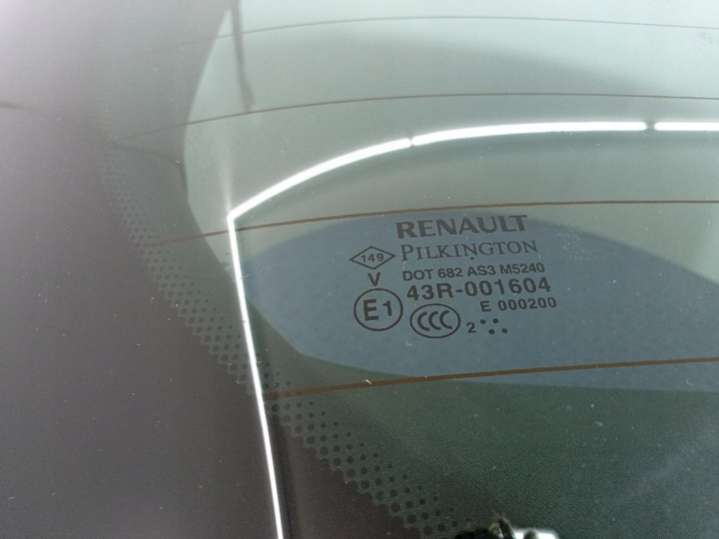 RENAULT
149 PILKINGTON
V DOT 682 AS3 M5240
E1 43R-001604
CCC E 000200
2